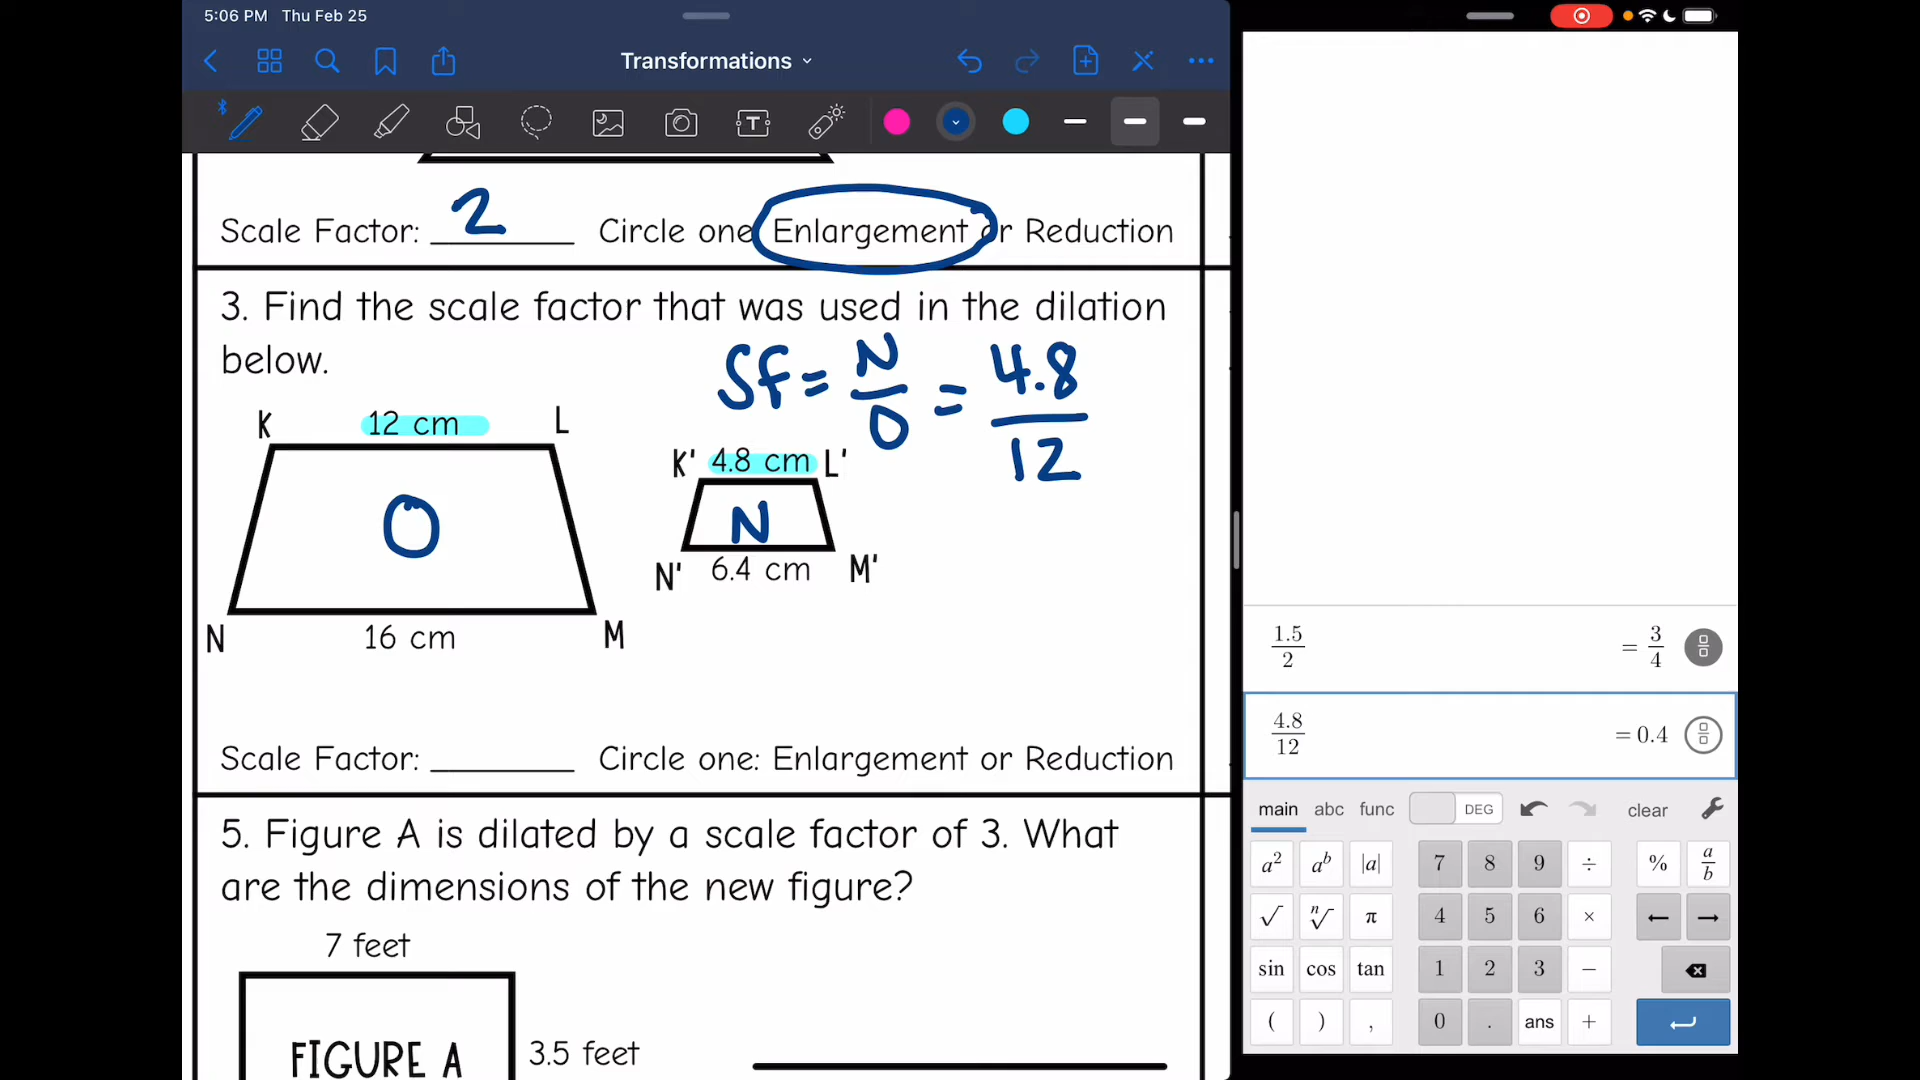 5:06 PM Thu Feb 25
Transformations
T
Scale Factor: 2 Circle one: Enlargement or Reduction
3. Find the scale factor that was used in the dilation
below.
Sf = N/O = 4.8/12
K 12 cm L
K' 4.8 cm L'
O
N
N' 6.4 cm M'
N 16 cm M
Scale Factor: ________ Circle one: Enlargement or Reduction
5. Figure A is dilated by a scale factor of 3. What
are the dimensions of the new figure?
7 feet
FIGURE A 3.5 feet
1.5/2 = 3/4
4.8/12 = 0.4
main abc func DEG clear
a² aᵇ |a| 7 8 9 ÷ % a/b
√ ⁿ√ π 4 5 6 × ← →
sin cos tan 1 2 3 −
( ) , 0 . ans +